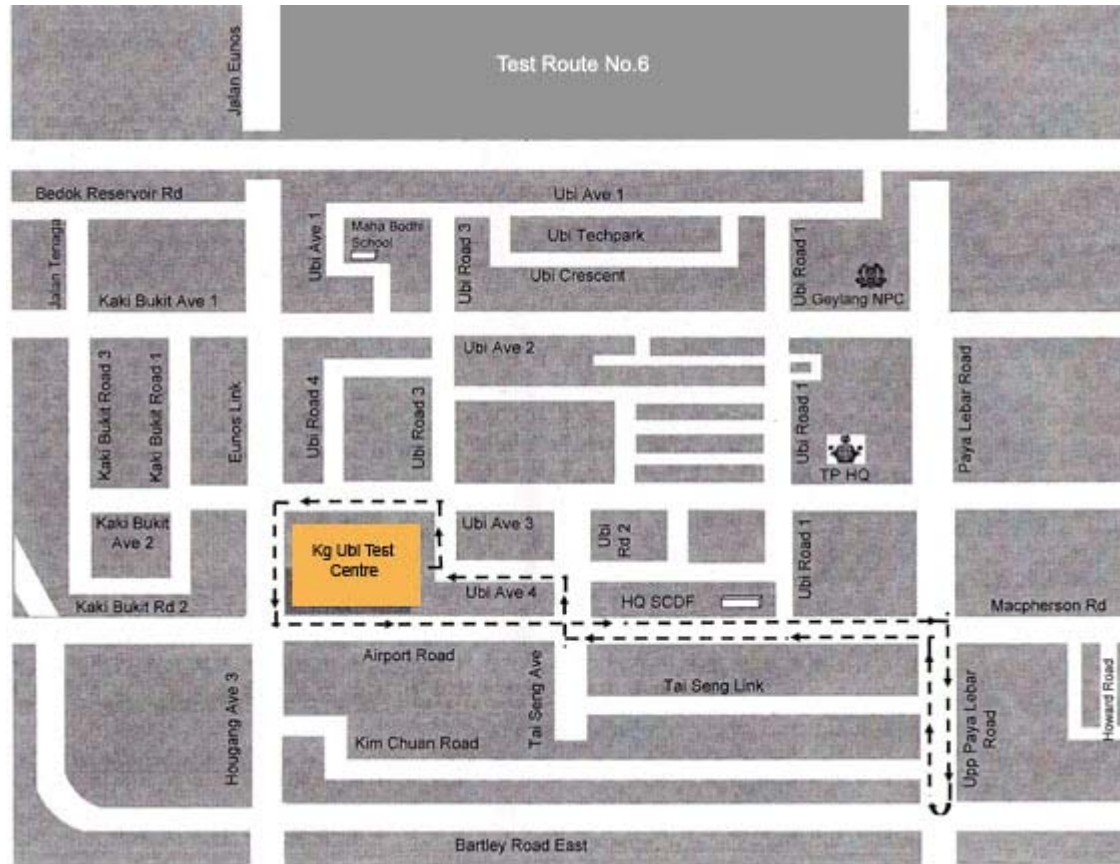 Test Route No.6
Jalan Eunos
Bedok Reservoir Rd
Ubi Ave 1
Jalan Tenaga
Ubi Ave 1
Maha Bodhi
School
Ubi Road 3
Ubi Techpark
Ubi Crescent
Ubi Road 1
Geylang NPC
Kaki Bukit Ave 1
Kaki Bukit Road 3
Kaki Bukit Road 1
Eunos Link
Ubi Road 4
Ubi Road 3
Ubi Ave 2
Ubi Road 1
TP HQ
Paya Lebar Road
Kaki Bukit
Ave 2
Kg Ubi Test
Centre
Ubi Ave 3
Ubi
Rd 2
Ubi Road 1
Kaki Bukit Rd 2
Ubi Ave 4
HQ SCDF
Macpherson Rd
Airport Road
Hougang Ave 3
Tai Seng Ave
Tai Seng Link
Kim Chuan Road
Upp Paya Lebar
Road
Howard Road
Bartley Road East